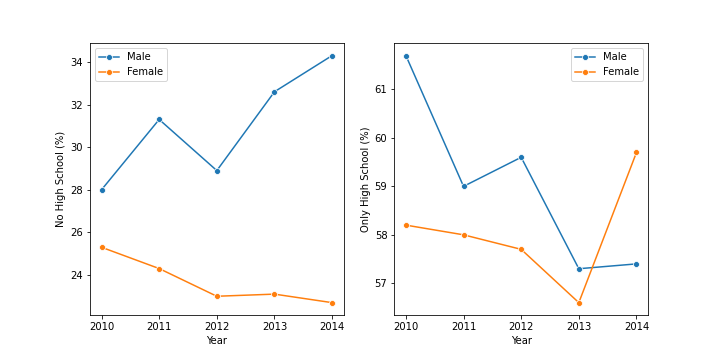 Male
Female
34
32
30
28
26
24
No High School (%)
2010 2011 2012 2013 2014
Year
Male
Female
61
60
59
58
57
Only High School (%)
2010 2011 2012 2013 2014
Year